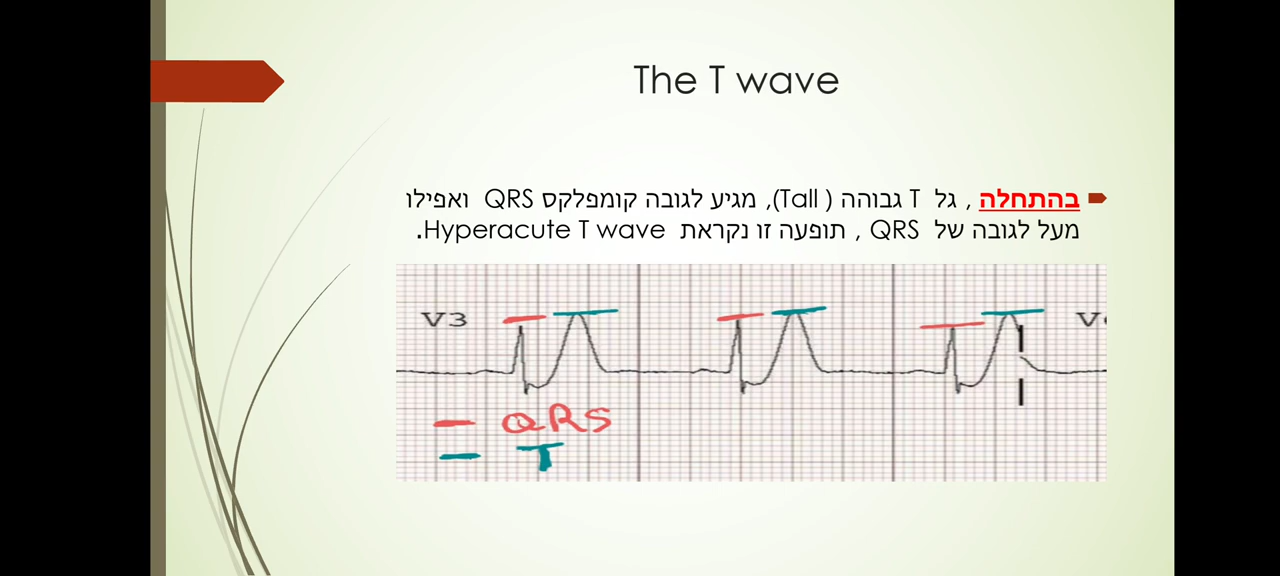 The T wave
בהתחלה , גל T גבוהה ( Tall), מגיע לגובה קומפלקס QRS ואפילו
מעל לגובה של QRS , תופעה זו נקראת Hyperacute T wave.
V3
QRS
T